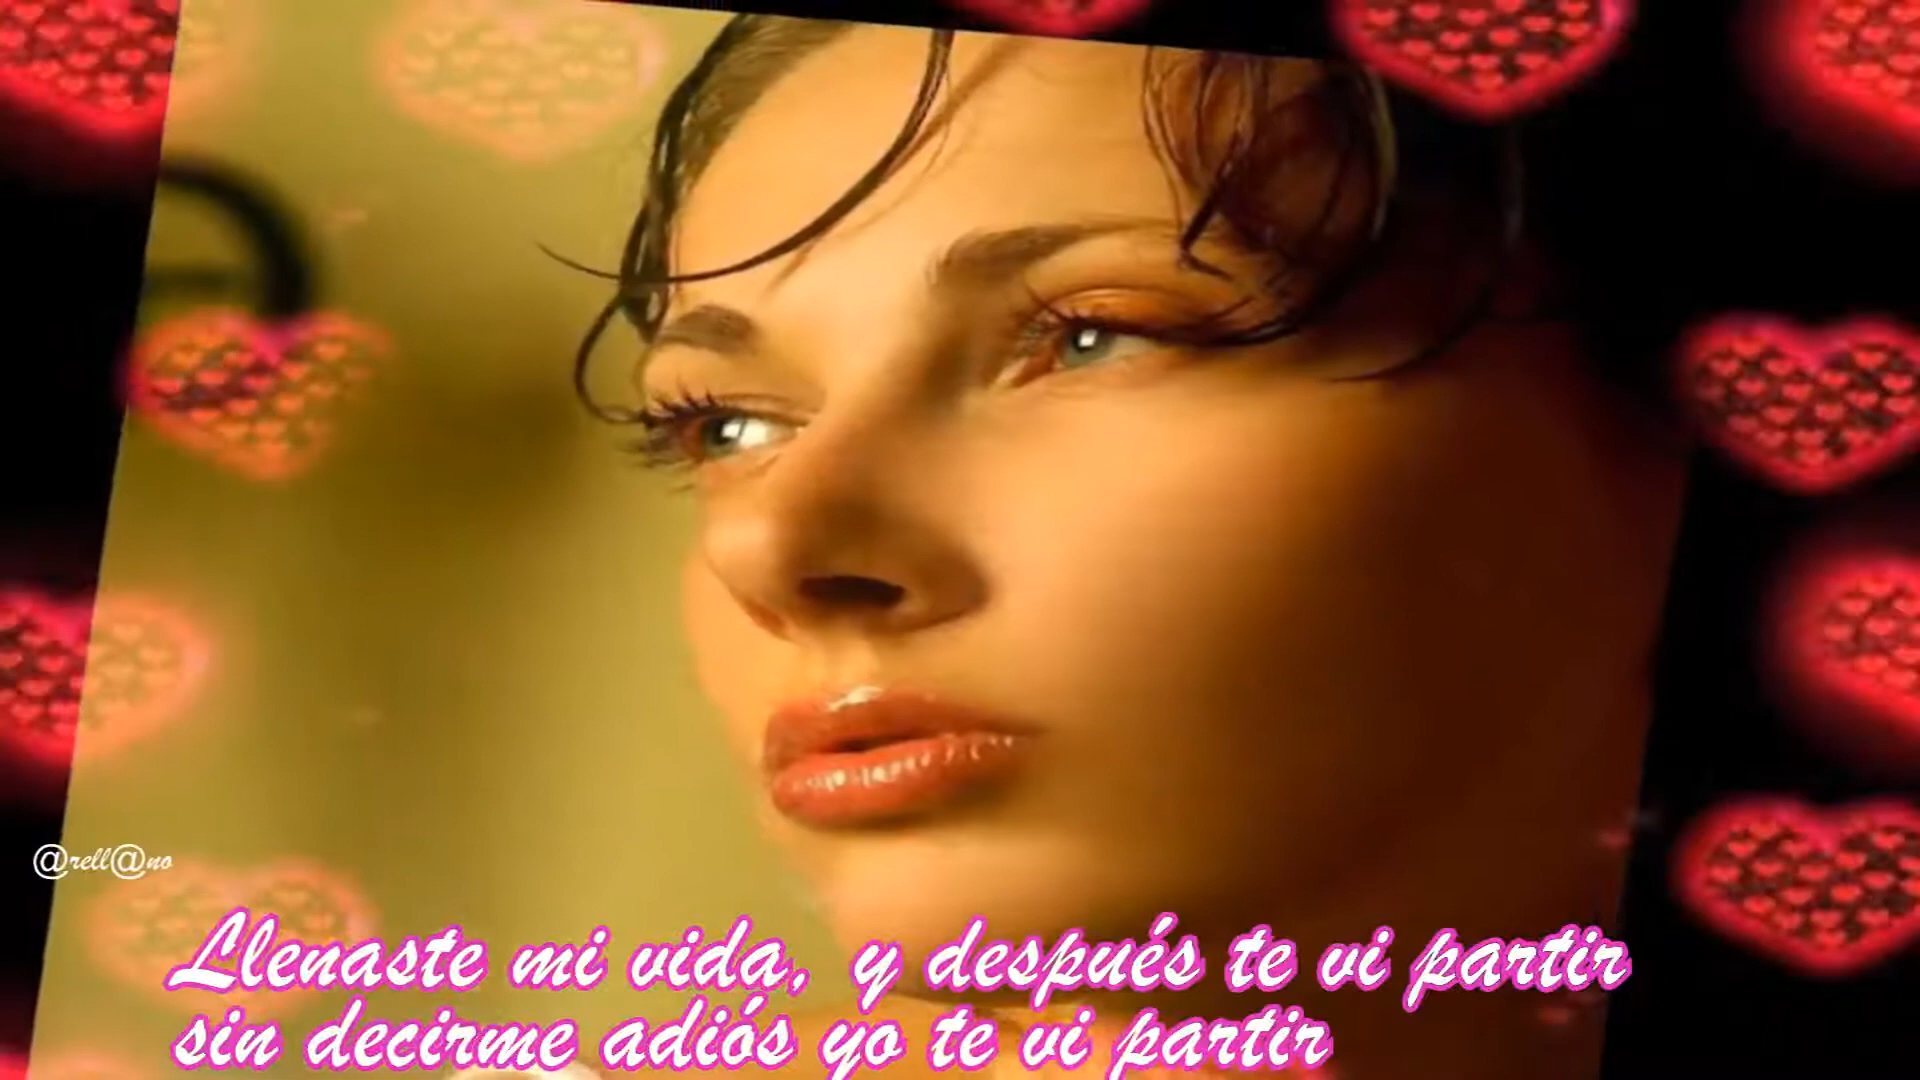 @rell@no
Llenaste mi vida, y después te vi partir
sin decirme adiós yo te vi partir